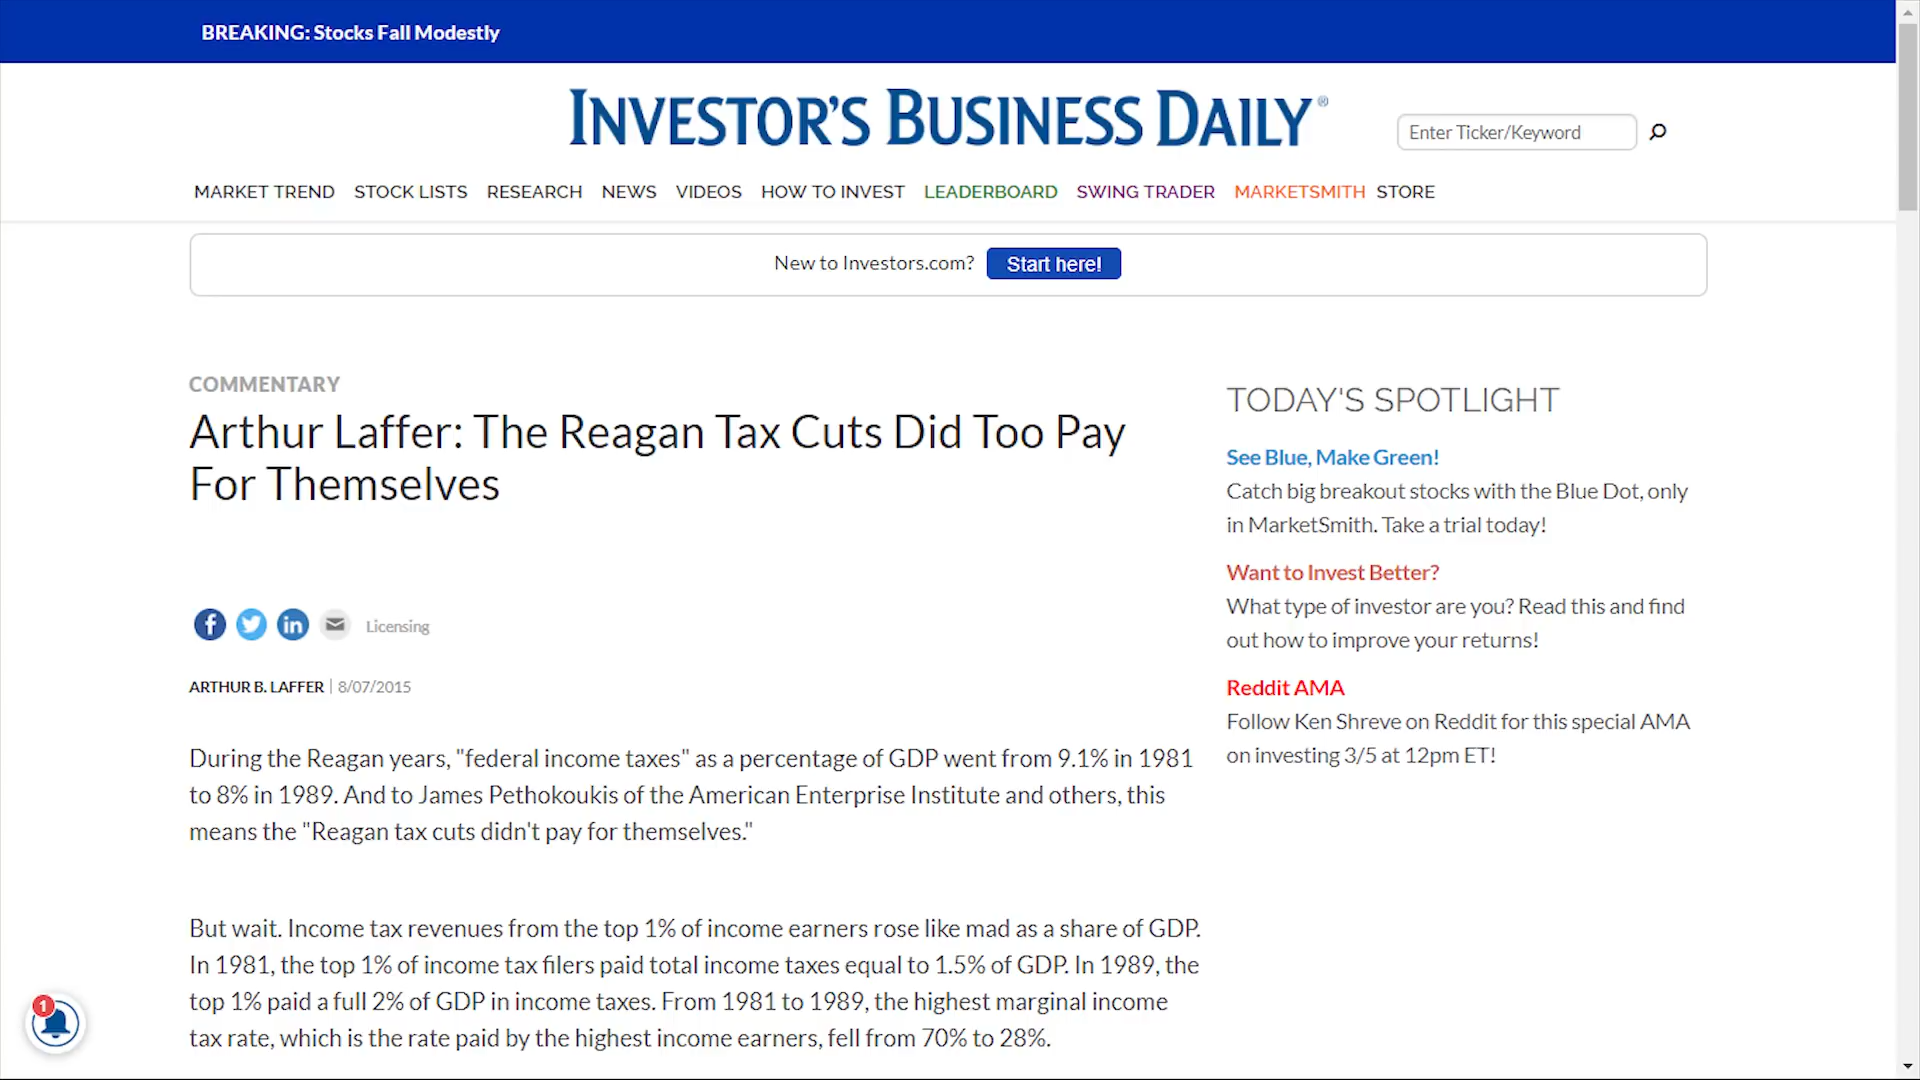 BREAKING: Stocks Fall Modestly
INVESTOR'S BUSINESS DAILY®
Enter Ticker/Keyword
MARKET TREND STOCK LISTS RESEARCH NEWS VIDEOS HOW TO INVEST LEADERBOARD SWING TRADER MARKETSMITH STORE
New to Investors.com? Start here!
COMMENTARY
Arthur Laffer: The Reagan Tax Cuts Did Too Pay
For Themselves
Licensing
ARTHUR B. LAFFER | 8/07/2015
During the Reagan years, "federal income taxes" as a percentage of GDP went from 9.1% in 1981
to 8% in 1989. And to James Pethokoukis of the American Enterprise Institute and others, this
means the "Reagan tax cuts didn't pay for themselves."
But wait. Income tax revenues from the top 1% of income earners rose like mad as a share of GDP.
In 1981, the top 1% of income tax filers paid total income taxes equal to 1.5% of GDP. In 1989, the
top 1% paid a full 2% of GDP in income taxes. From 1981 to 1989, the highest marginal income
tax rate, which is the rate paid by the highest income earners, fell from 70% to 28%.
TODAY'S SPOTLIGHT
See Blue, Make Green!
Catch big breakout stocks with the Blue Dot, only
in MarketSmith. Take a trial today!
Want to Invest Better?
What type of investor are you? Read this and find
out how to improve your returns!
Reddit AMA
Follow Ken Shreve on Reddit for this special AMA
on investing 3/5 at 12pm ET!
1